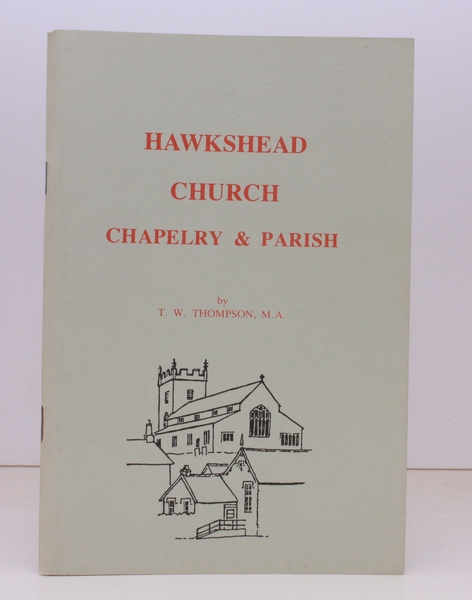 HAWKSHEAD
CHURCH
CHAPELRY & PARISH
by
T. W. THOMPSON, M.A.